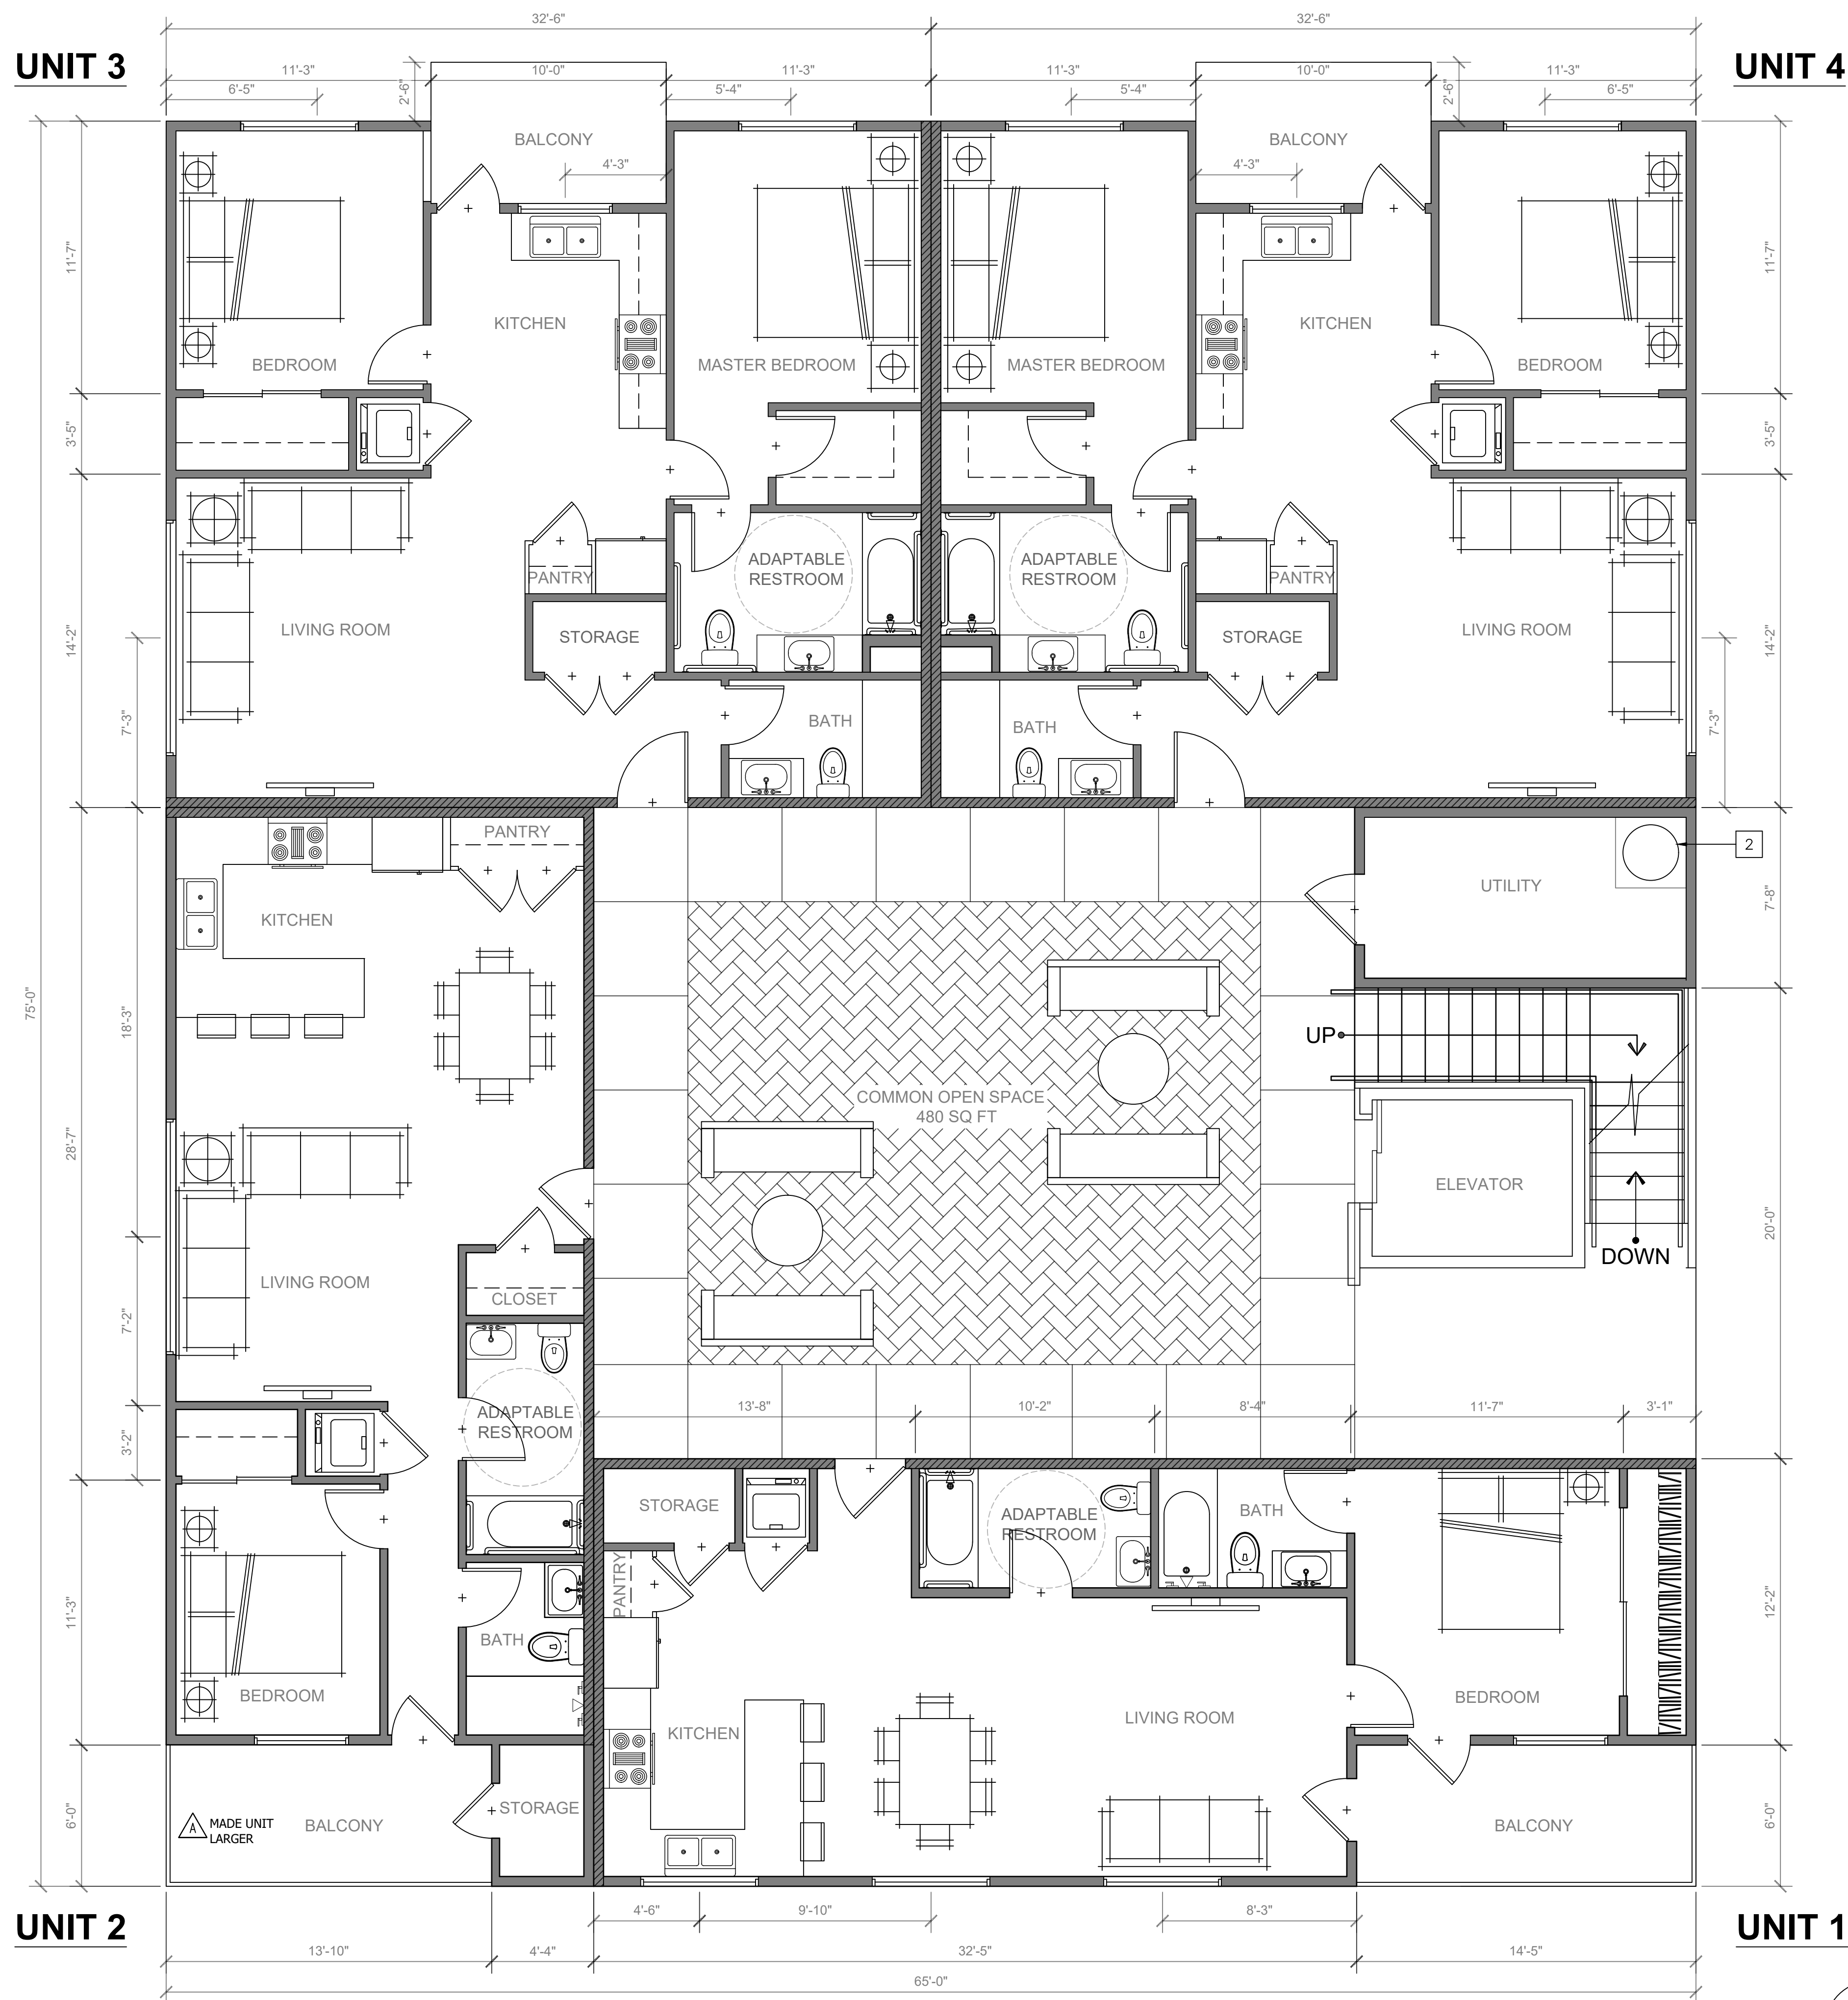 32'-6"
32'-6"
UNIT 3
UNIT 4
11'-3"
10'-0"
11'-3"
11'-3"
10'-0"
11'-3"
6'-5"
2'-6"
5'-4"
5'-4"
2'-6"
6'-5"
BALCONY
BALCONY
4'-3"
4'-3"
11'-7"
11'-7"
KITCHEN
KITCHEN
BEDROOM
MASTER BEDROOM
MASTER BEDROOM
BEDROOM
3'-5"
3'-5"
ADAPTABLE
RESTROOM
ADAPTABLE
RESTROOM
PANTRY
PANTRY
LIVING ROOM
STORAGE
STORAGE
LIVING ROOM
14'-2"
14'-2"
7'-3"
7'-3"
BATH
BATH
PANTRY
2
UTILITY
7'-8"
KITCHEN
75'-0"
18'-3"
UP
COMMON OPEN SPACE
480 SQ FT
28'-7"
ELEVATOR
20'-0"
DOWN
LIVING ROOM
CLOSET
7'-2"
ADAPTABLE
RESTROOM
13'-8"
10'-2"
8'-4"
11'-7"
3'-1"
3'-2"
STORAGE
ADAPTABLE
RESTROOM
BATH
PANTRY
11'-3"
12'-2"
BATH
BEDROOM
BEDROOM
LIVING ROOM
KITCHEN
6'-0"
6'-0"
A
MADE UNIT
LARGER
BALCONY
STORAGE
BALCONY
UNIT 2
UNIT 1
4'-6"
9'-10"
8'-3"
13'-10"
4'-4"
32'-5"
14'-5"
65'-0"